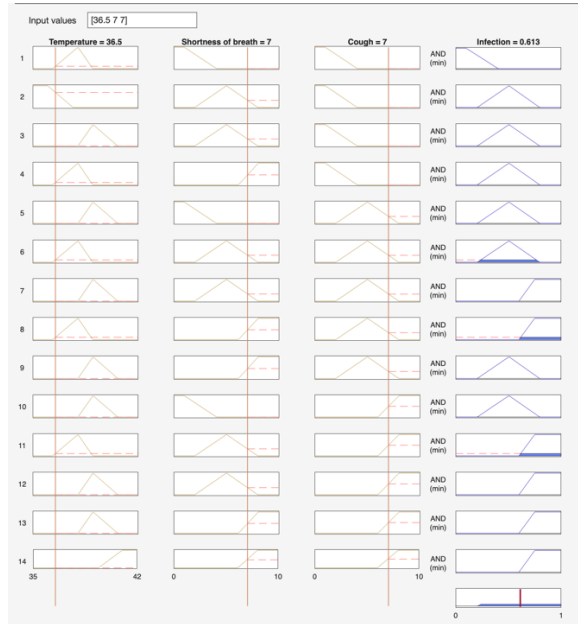 Input values [36.5 7 7]
Temperature = 36.5 Shortness of breath = 7 Cough = 7 Infection = 0.613
1 AND
(min)
2 AND
(min)
3 AND
(min)
4 AND
(min)
5 AND
(min)
6 AND
(min)
7 AND
(min)
8 AND
(min)
9 AND
(min)
10 AND
(min)
11 AND
(min)
12 AND
(min)
13 AND
(min)
14 AND
(min)
35 42 0 10 0 10
0 1